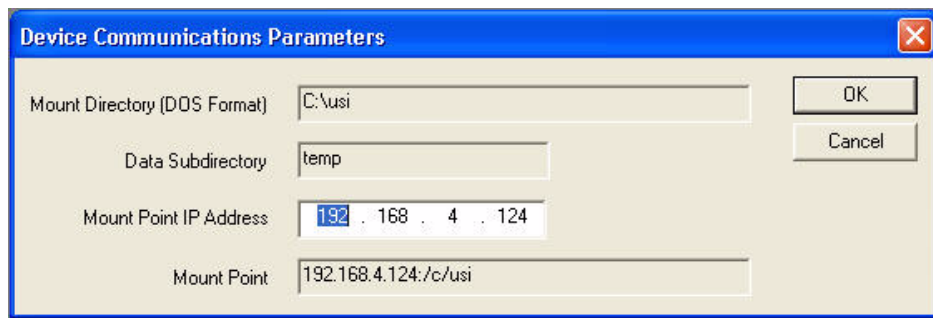 Device Communications Parameters
Mount Directory (DOS Format) C:\usi OK
Data Subdirectory temp Cancel
Mount Point IP Address 192 . 168 . 4 . 124
Mount Point 192.168.4.124:/c/usi